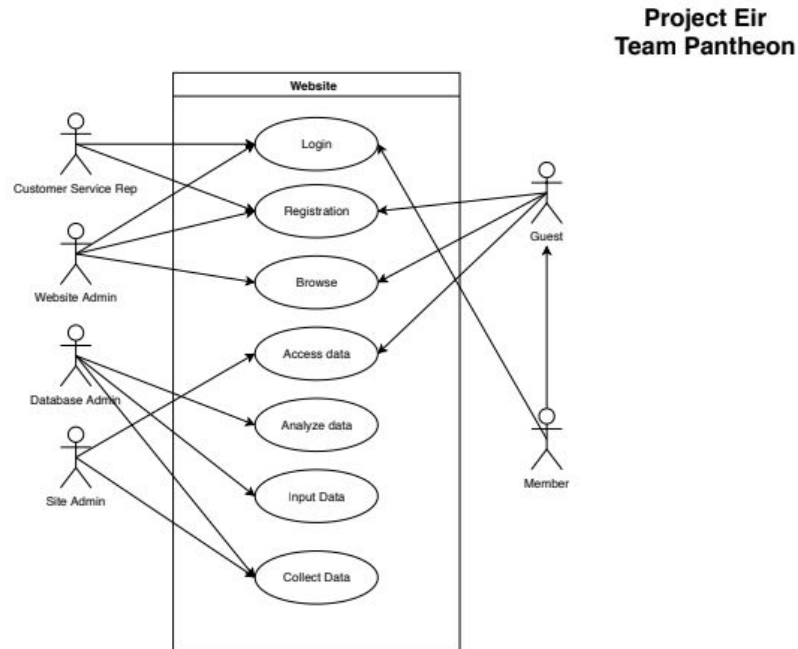 Project Eir
Team Pantheon
Website
Login
Customer Service Rep
Registration
Guest
Browse
Website Admin
Access data
Database Admin
Analyze data
Member
Input Data
Site Admin
Collect Data